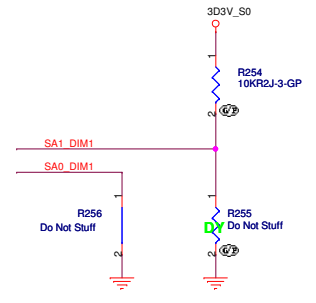 3D3V_S0
1
R254
10KR2J-3-GP
2
G/P
SA1_DIM1
SA0_DIM1
1
1
R256
R255
Do Not Stuff
DY
Do Not Stuff
2
2
G/P